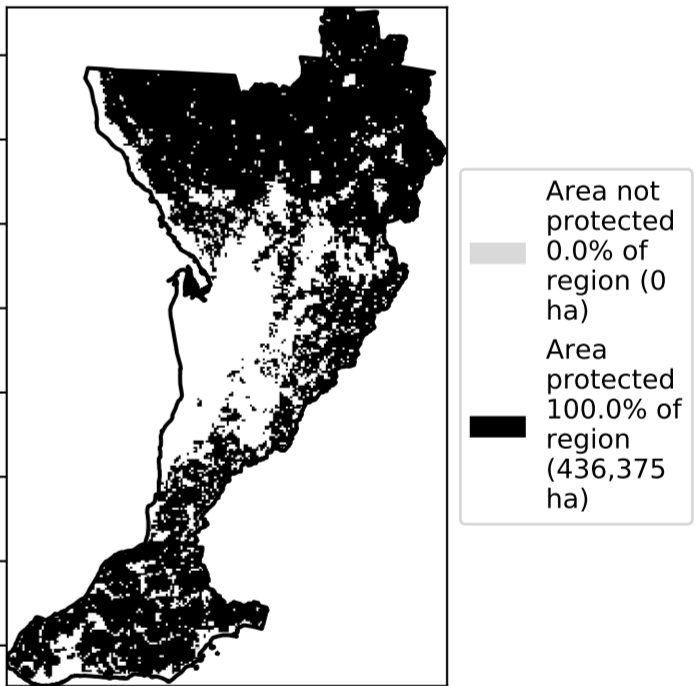 Area not
protected
0.0% of
region (0
ha)
Area
protected
100.0% of
region
(436,375
ha)